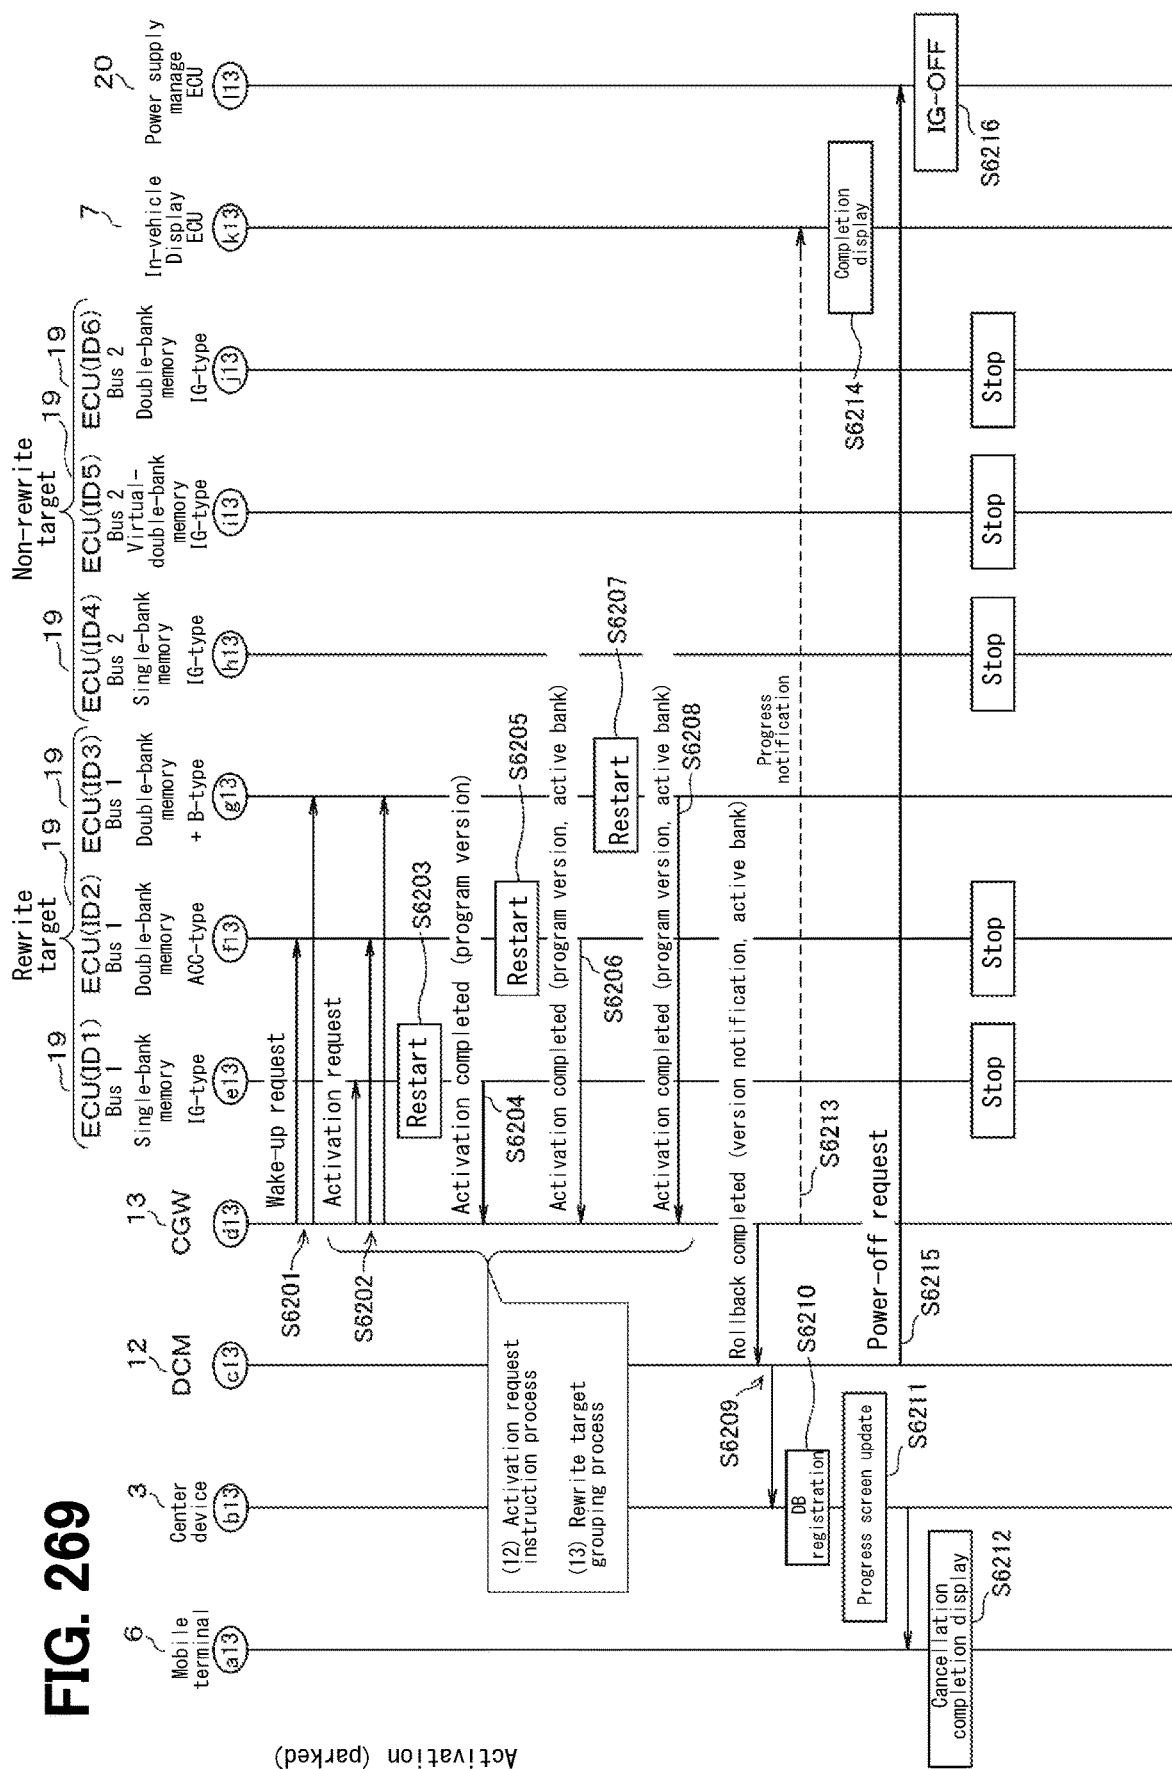 FIG. 269
Activation (parked)
6
Mobile
terminal
a13
3
Center
device
b13
12
DCM
c13
13
CGW
d13
Rewrite
target
19
ECU(ID1)
Bus 1
Single-bank
memory
IG-type
e13
19
ECU(ID2)
Bus 1
Double-bank
memory
ACC-type
f13
19
ECU(ID3)
Bus 1
Double-bank
memory
+ B-type
g13
Non-rewrite
target
19
ECU(ID4)
Bus 2
Single-bank
memory
IG-type
h13
19
ECU(ID5)
Bus 2
Virtual-
double-bank
memory
IG-type
i13
19
ECU(ID6)
Bus 2
Double-bank
memory
IG-type
j13
7
In-vehicle
Display
ECU
k13
20
Power supply
manage
ECU
l13
Wake-up request
S6201
Activation request
S6202
Restart
S6203
Activation completed (program version)
S6204
Restart
S6205
Activation completed (program version, active bank)
S6206
Restart
S6207
Activation completed (program version, active bank)
S6208
(12) Activation request
instruction process
(13) Rewrite target
grouping process
Rollback completed (version notification, active bank)
S6209
DB
registration
S6210
Progress
notification
S6213
Progress screen update
S6211
Completion
display
S6214
Power-off request
S6215
Cancellation
completion display
S6212
IG-OFF
S6216
Stop
Stop
Stop
Stop
Stop